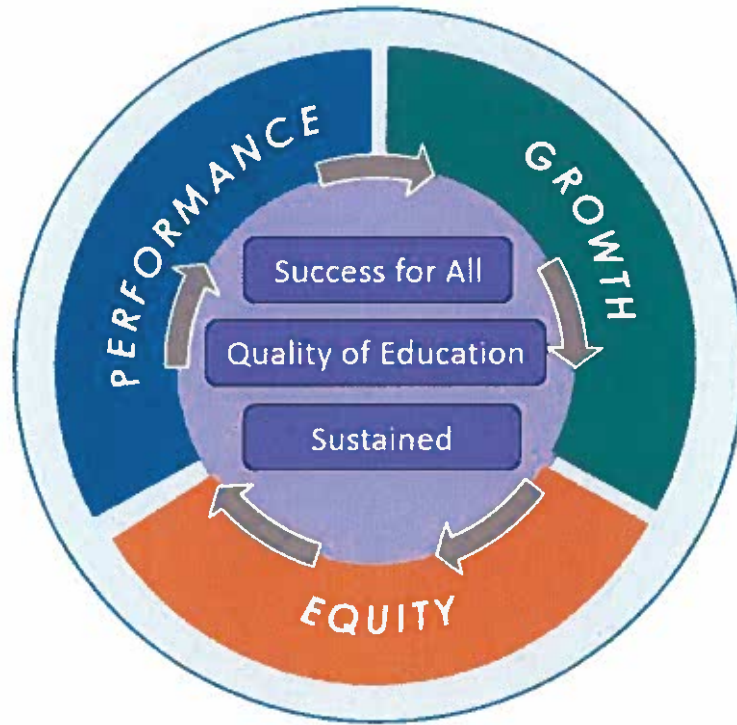 PERFORMANCE
GROWTH
Success for All
Quality of Education
Sustained
EQUITY